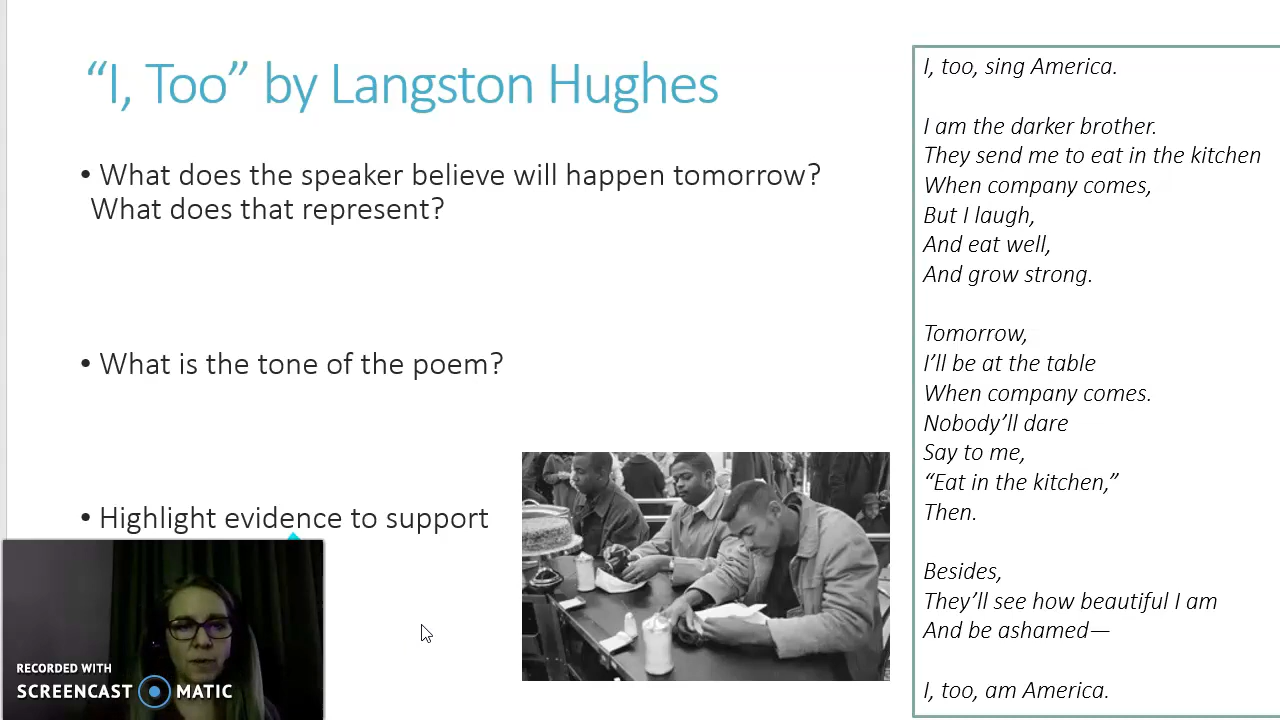 “I, Too” by Langston Hughes
• What does the speaker believe will happen tomorrow?
What does that represent?
• What is the tone of the poem?
• Highlight evidence to support
I, too, sing America.
I am the darker brother.
They send me to eat in the kitchen
When company comes,
But I laugh,
And eat well,
And grow strong.
Tomorrow,
I’ll be at the table
When company comes.
Nobody’ll dare
Say to me,
“Eat in the kitchen,”
Then.
Besides,
They’ll see how beautiful I am
And be ashamed—
I, too, am America.
RECORDED WITH
SCREENCAST MATIC